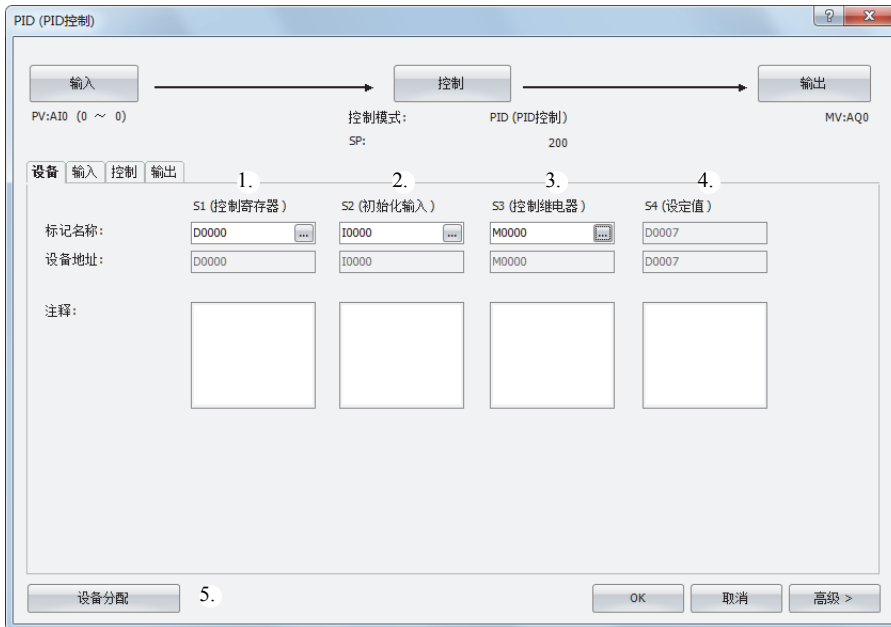 PID (PID控制)
输入 控制 输出
PV:AI0 (0 ～ 0) 控制模式: PID (PID控制) MV:AQ0
SP: 200
设备 输入 控制 输出
1. 2. 3. 4.
S1 (控制寄存器) S2 (初始化输入) S3 (控制继电器) S4 (设定值)
标记名称: D0000 ... I0000 ... M0000 ... D0007
设备地址: D0000 I0000 M0000 D0007
注释:
设备分配 5. OK 取消 高级 >